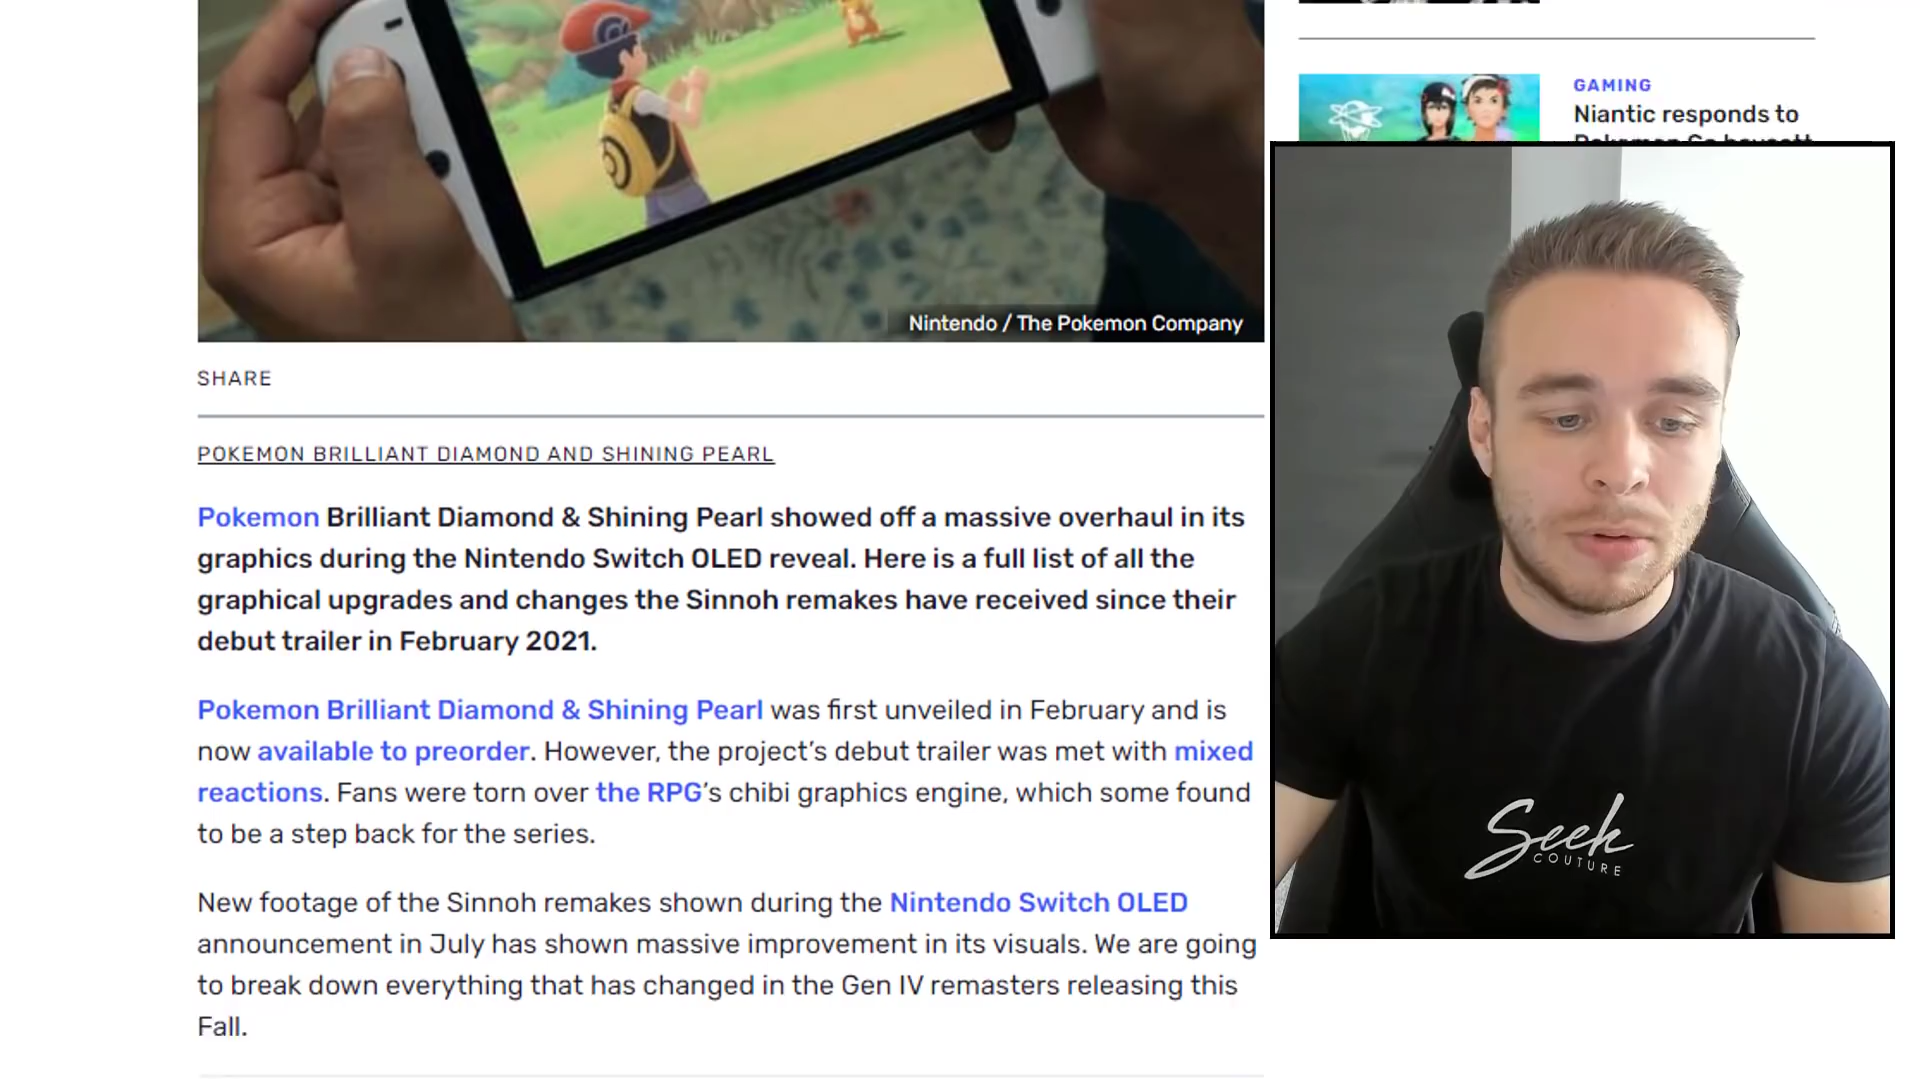 Nintendo / The Pokemon Company
SHARE
POKEMON BRILLIANT DIAMOND AND SHINING PEARL
Pokemon Brilliant Diamond & Shining Pearl showed off a massive overhaul in its
graphics during the Nintendo Switch OLED reveal. Here is a full list of all the
graphical upgrades and changes the Sinnoh remakes have received since their
debut trailer in February 2021.
Pokemon Brilliant Diamond & Shining Pearl was first unveiled in February and is
now available to preorder. However, the project's debut trailer was met with mixed
reactions. Fans were torn over the RPG's chibi graphics engine, which some found
to be a step back for the series.
New footage of the Sinnoh remakes shown during the Nintendo Switch OLED
announcement in July has shown massive improvement in its visuals. We are going
to break down everything that has changed in the Gen IV remasters releasing this
Fall.
GAMING
Niantic responds to
Pokemon Go boycott
Seek
COUTURE